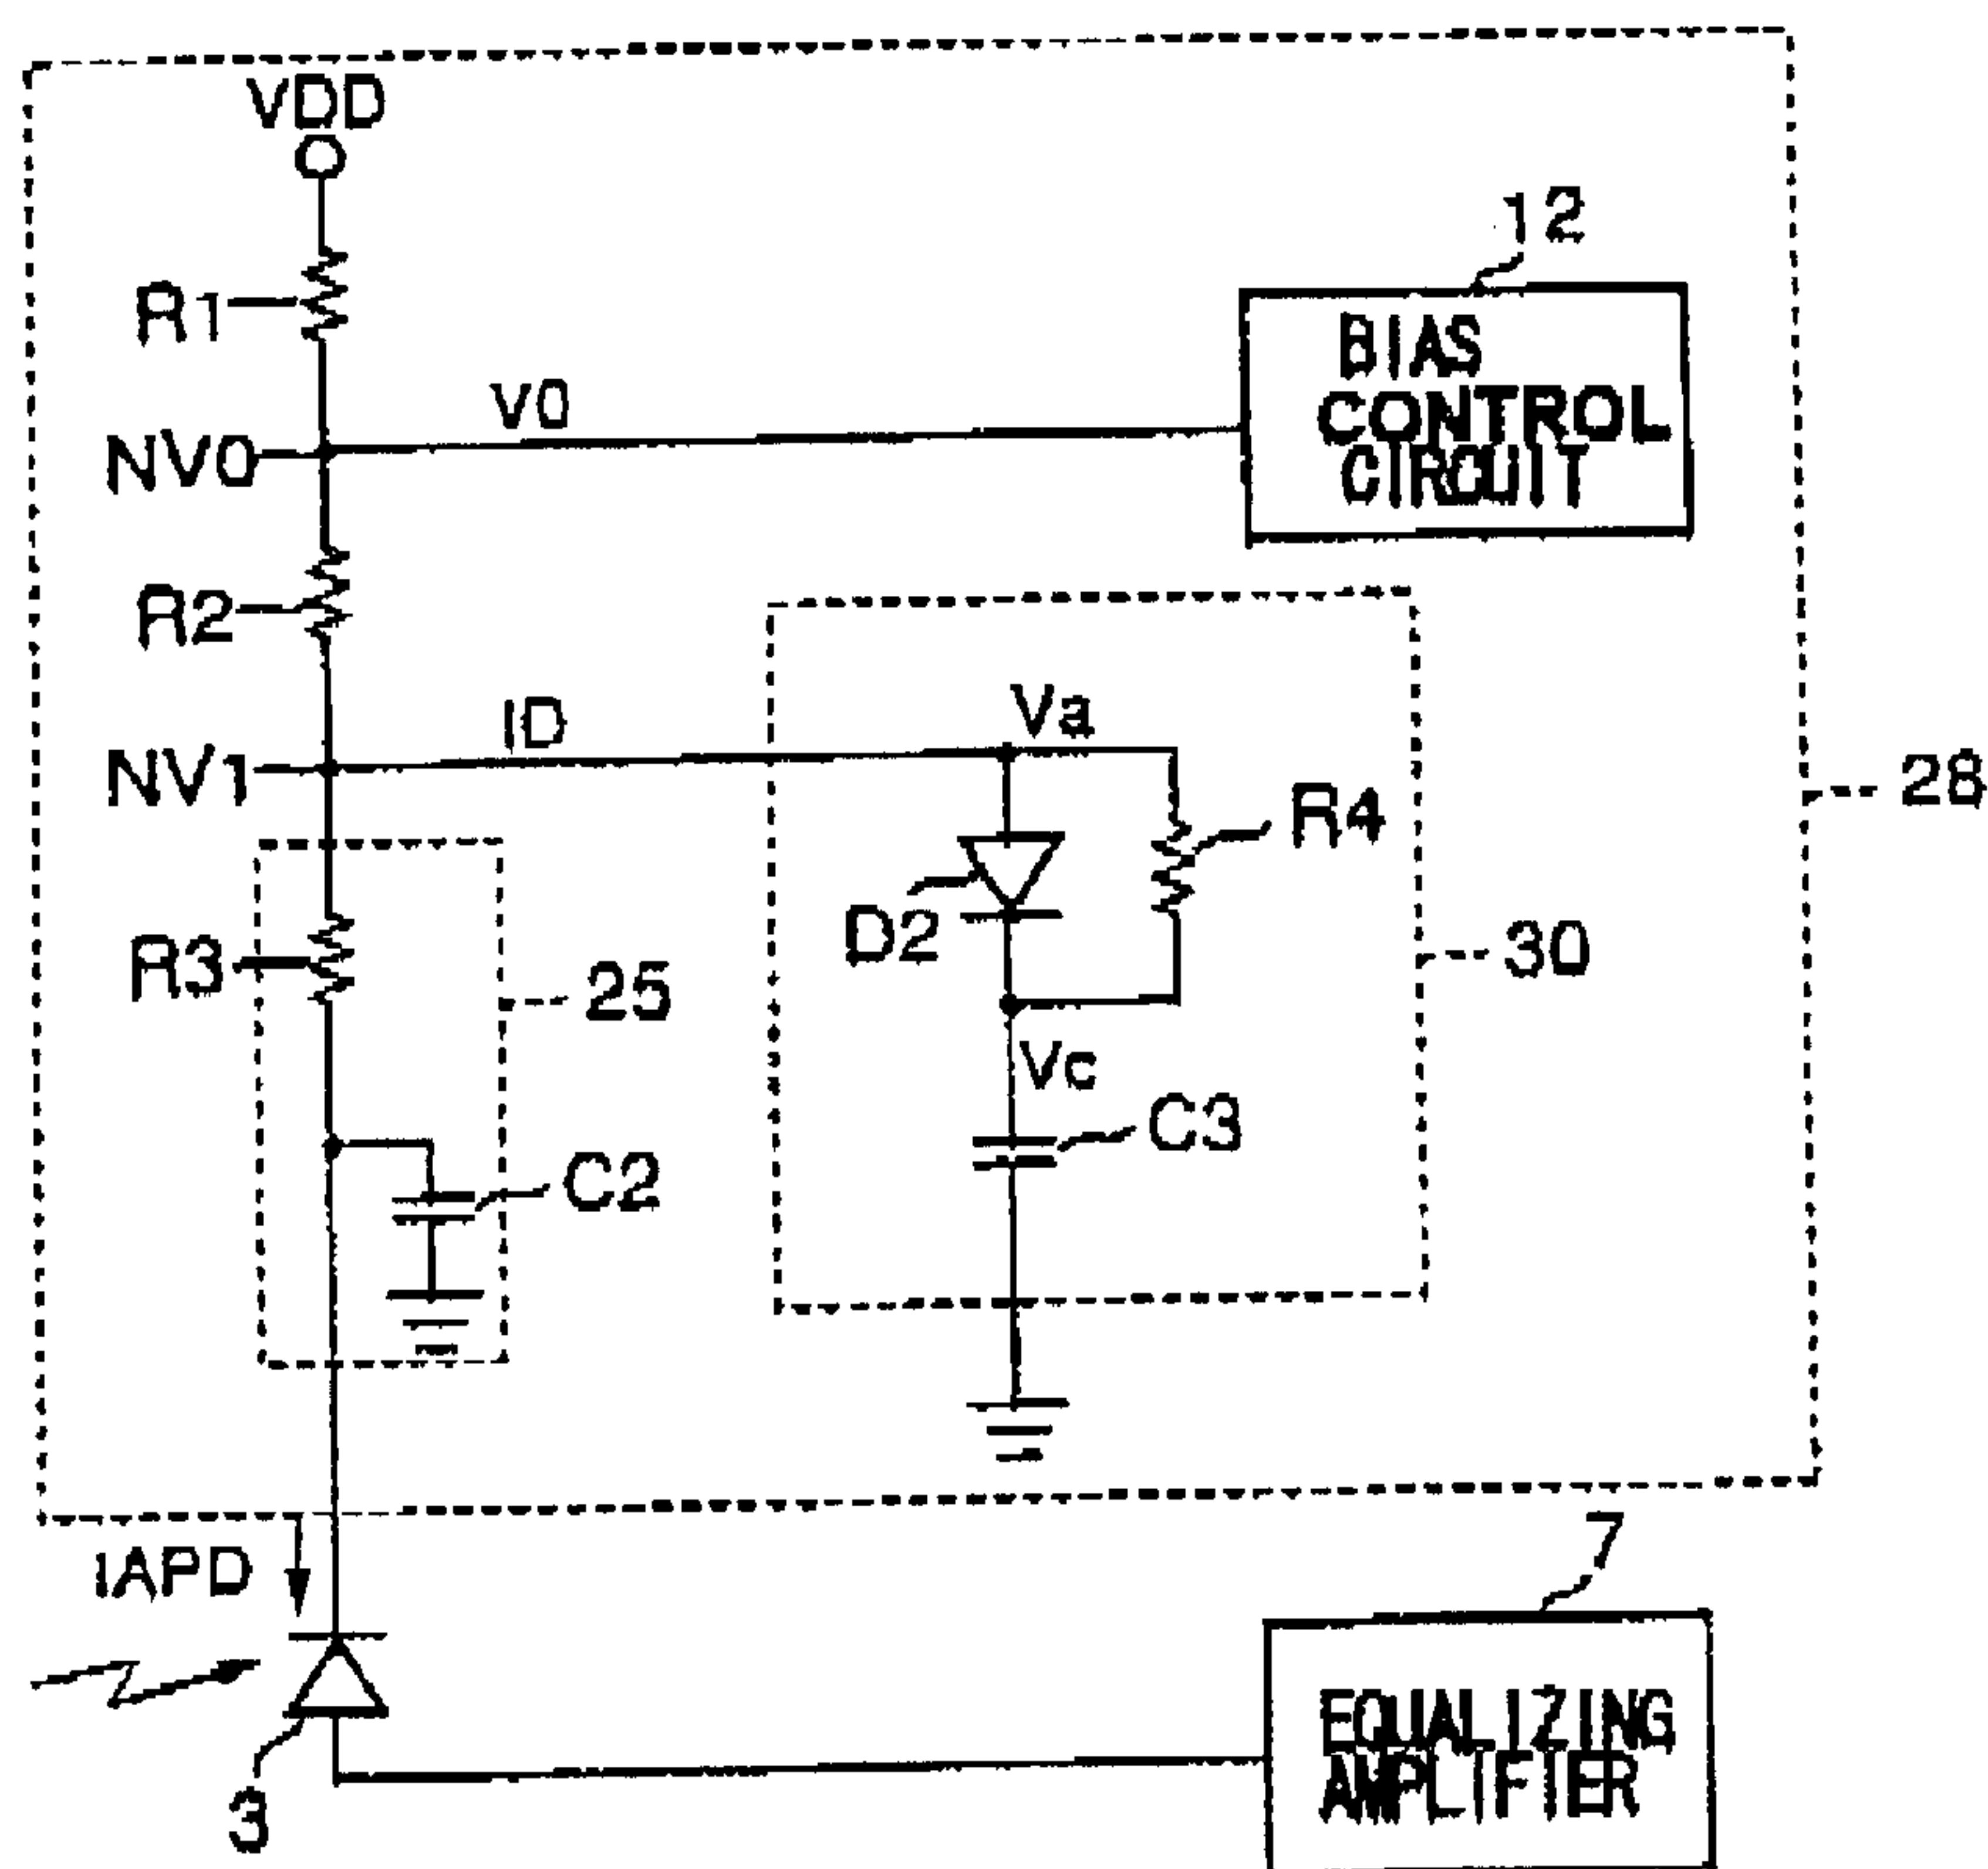 VDD
12
R1
BIAS
CONTROL
CIRCUIT
V0
NV0
R2
ID
Va
NV1
28
R4
D2
30
R3
25
Vc
C3
C2
IAPD
7
EQUALIZING
AMPLIFIER
3